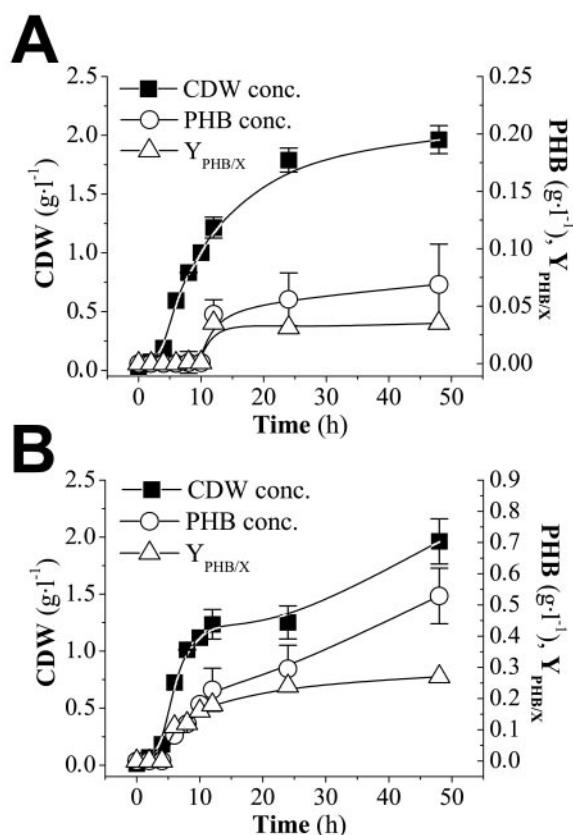 A
CDW conc.
PHB conc.
Y_PHB/X
2.5
2.0
1.5
1.0
0.5
0.0
CDW (g·l⁻¹)
0.25
0.20
0.15
0.10
0.05
0.00
PHB (g·l⁻¹), Y_PHB/X
0 10 20 30 40 50
Time (h)
B
CDW conc.
PHB conc.
Y_PHB/X
2.5
2.0
1.5
1.0
0.5
0.0
CDW (g·l⁻¹)
0.9
0.8
0.7
0.6
0.5
0.4
0.3
0.2
0.1
0.0
PHB (g·l⁻¹), Y_PHB/X
0 10 20 30 40 50
Time (h)